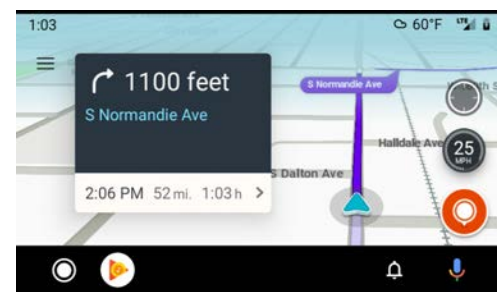 1:03
60°F LTE
1100 feet
S Normandie Ave
S Normandie Ave
Halldale Ave
25
MPH
S Dalton Ave
2:06 PM 52 mi. 1:03 h >